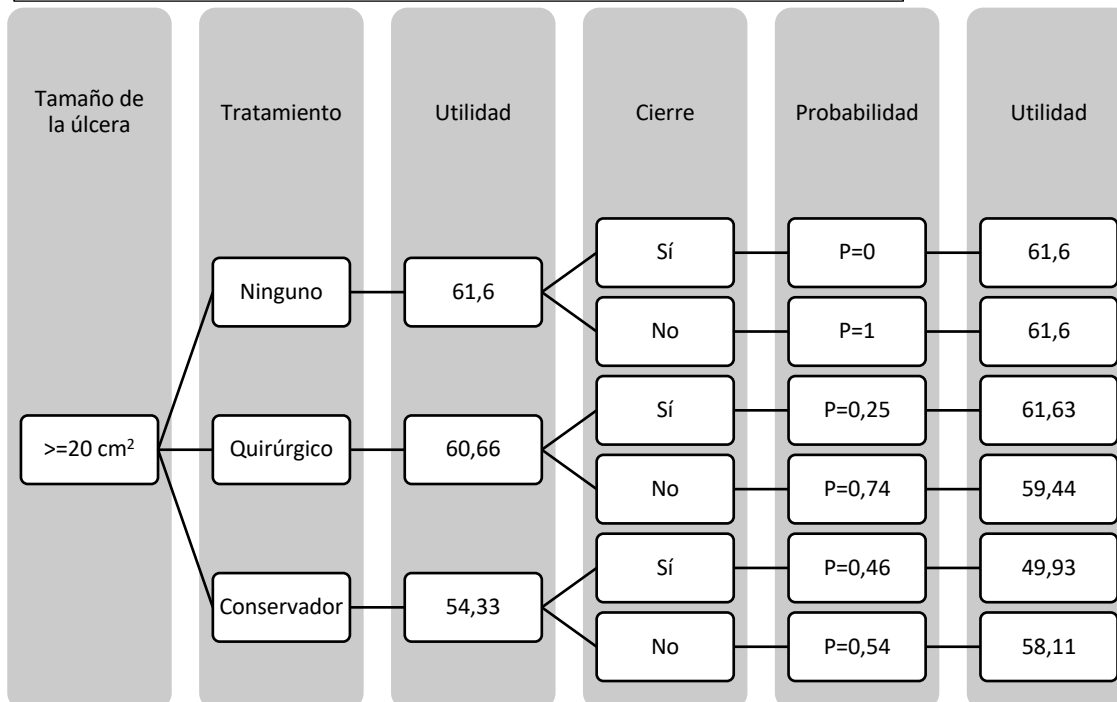 Tamaño de
la úlcera
Tratamiento
Utilidad
Cierre
Probabilidad
Utilidad
>=20 cm²
Ninguno
61,6
Sí
P=0
61,6
No
P=1
61,6
Quirúrgico
60,66
Sí
P=0,25
61,63
No
P=0,74
59,44
Conservador
54,33
Sí
P=0,46
49,93
No
P=0,54
58,11